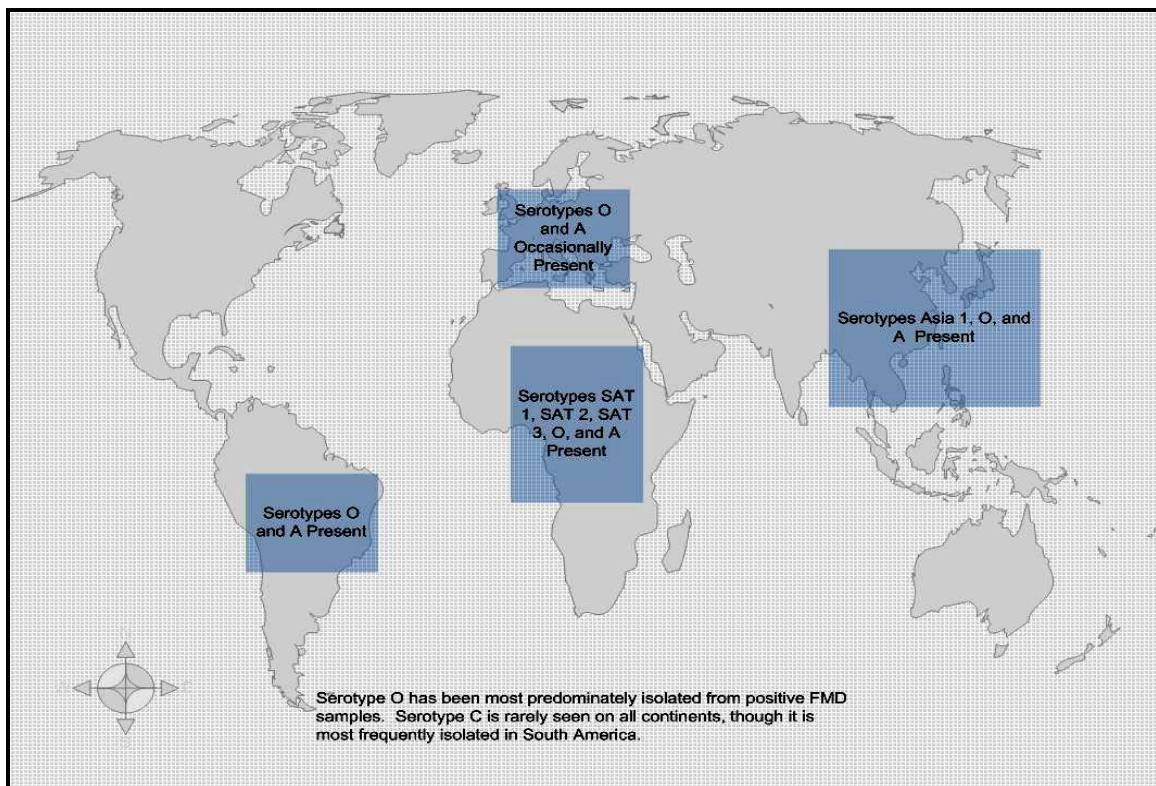 Serotypes O
and A
Occasionally
Present
Serotypes Asia 1, O, and
A Present
Serotypes SAT
1, SAT 2, SAT
3, O, and A
Present
Serotypes O
and A Present
W
E
S
Serotype O has been most predominately isolated from positive FMD
samples. Serotype C is rarely seen on all continents, though it is
most frequently isolated in South America.